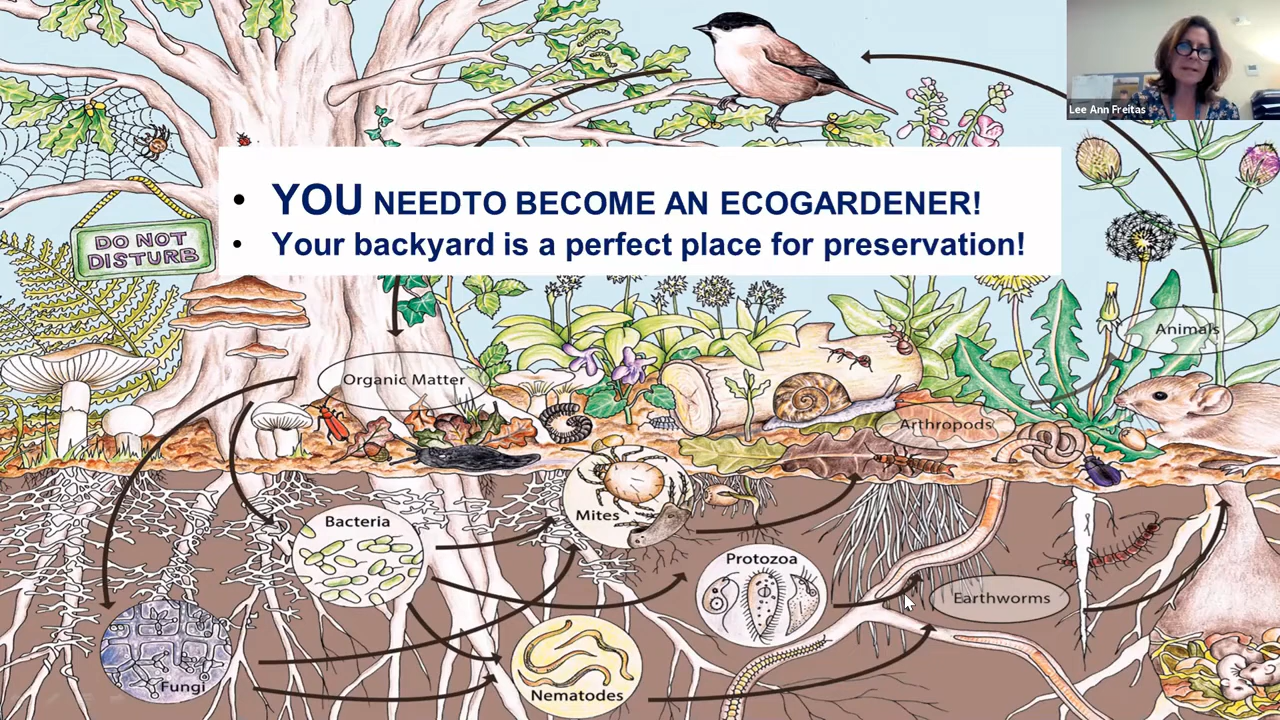 Lee Ann Freitas
• YOU NEEDTO BECOME AN ECOGARDENER!
• Your backyard is a perfect place for preservation!
DO NOT
DISTURB
Animals
Organic Matter
Arthropods
Mites
Bacteria
Protozoa
Earthworms
Fungi
Nematodes